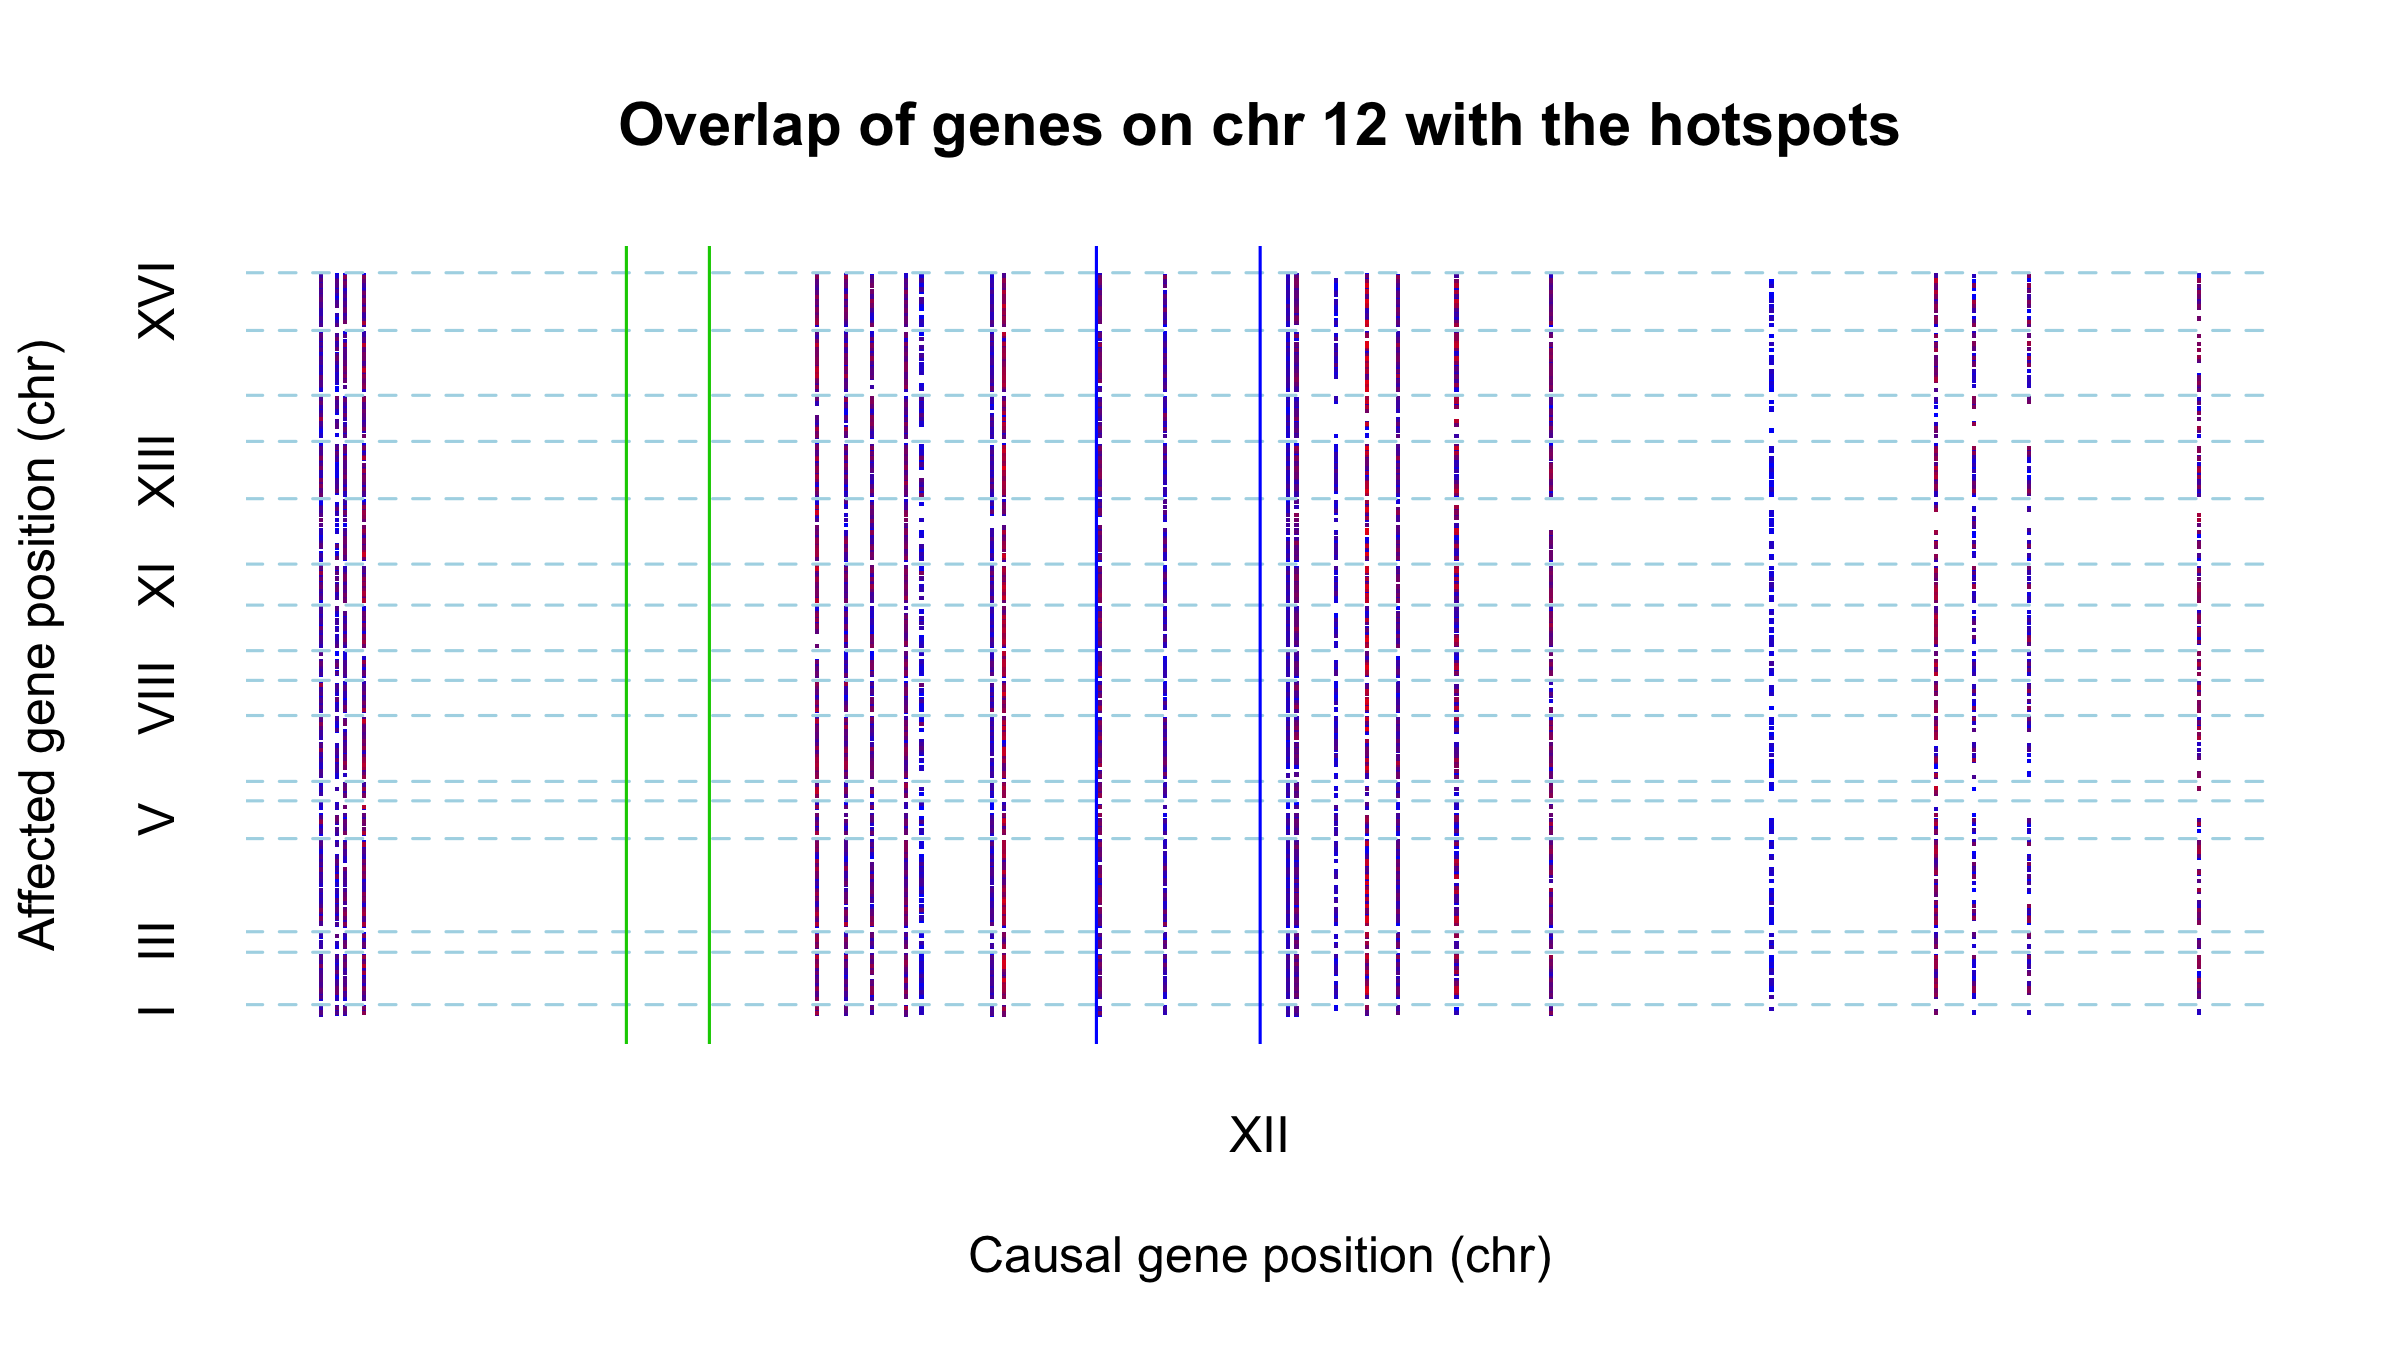 Overlap of genes on chr 12 with the hotspots
Affected gene position (chr)
XVI
XIII
XI
VIII
V
III
I
XII
Causal gene position (chr)